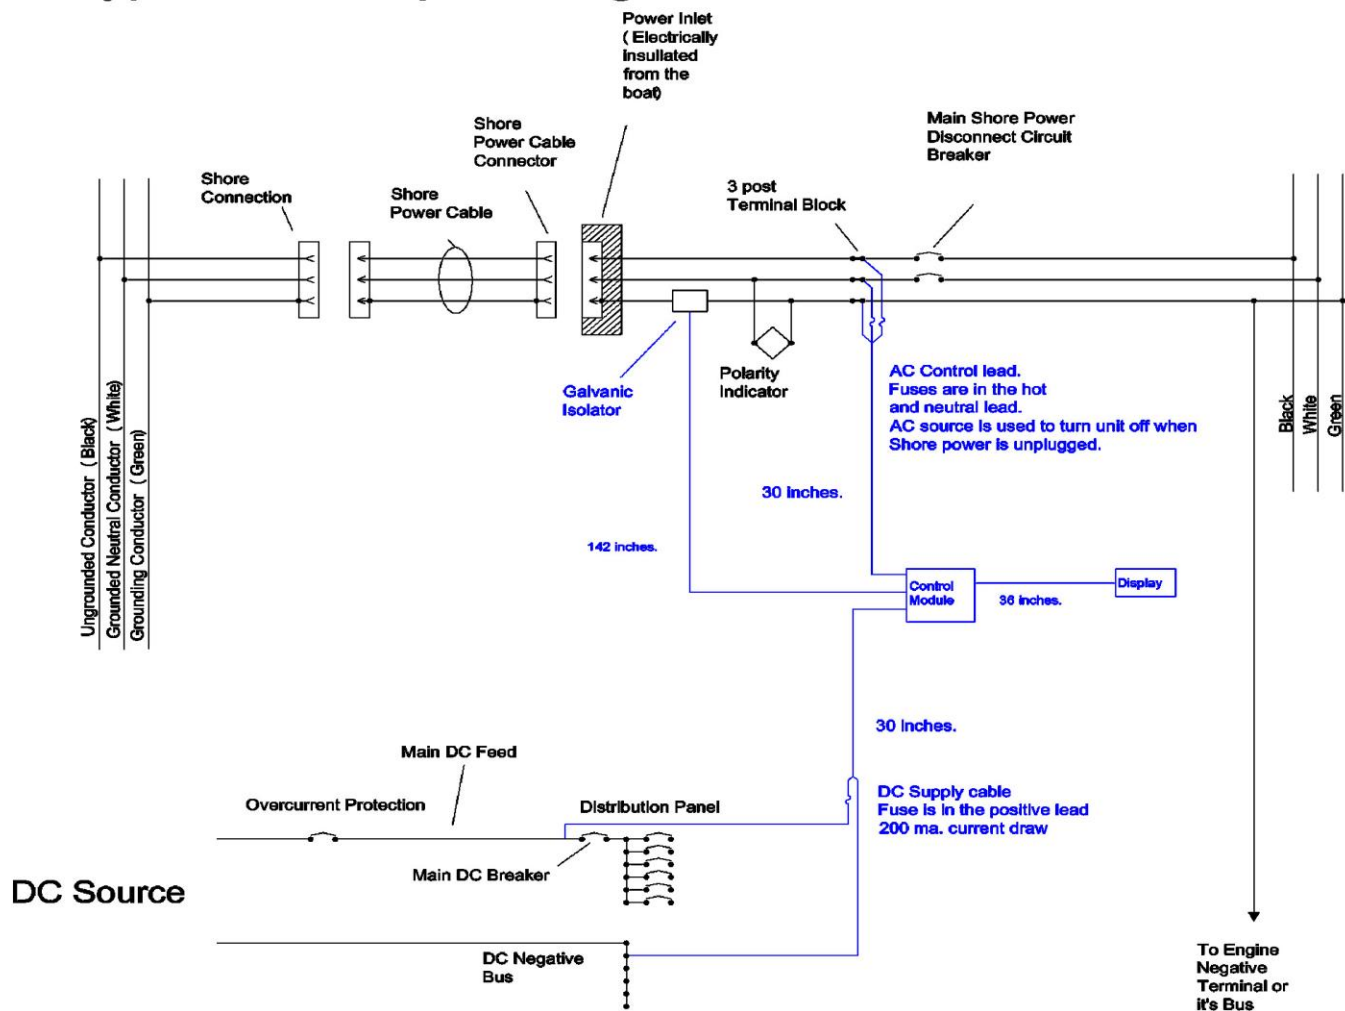 Power Inlet
( Electrically
insullated
from the
boat)
Shore
Power Cable
Connector
Main Shore Power
Disconnect Circuit
Breaker
Shore
Connection
Shore
Power Cable
3 post
Terminal Block
Galvanic
Isolator
Polarity
Indicator
AC Control lead.
Fuses are in the hot
and neutral lead.
AC source is used to turn unit off when
Shore power is unplugged.
Black
White
Green
Ungrounded Conductor ( Black)
Grounded Neutral Conductor ( White)
Grounding Conductor ( Green)
30 inches.
142 inches.
Control
Module
36 inches.
Display
30 inches.
Main DC Feed
Overcurrent Protection
Distribution Panel
DC Supply cable
Fuse is in the positive lead
200 ma. current draw
Main DC Breaker
DC Source
DC Negative
Bus
To Engine
Negative
Terminal or
it's Bus